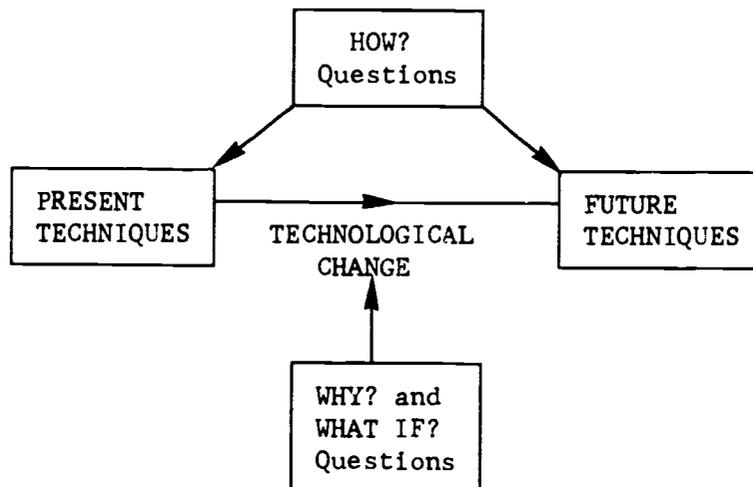 HOW?
Questions
PRESENT
TECHNIQUES
FUTURE
TECHNIQUES
TECHNOLOGICAL
CHANGE
WHY? and
WHAT IF?
Questions